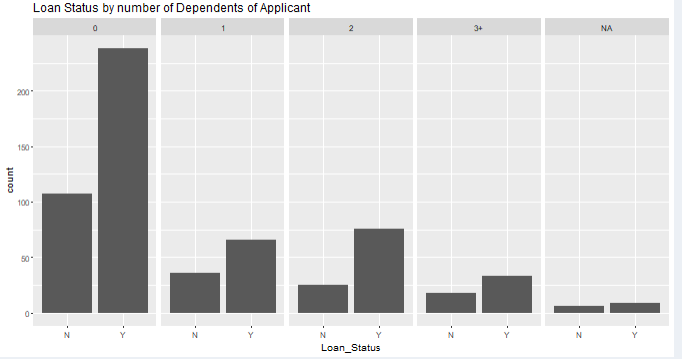 Loan Status by number of Dependents of Applicant
0 1 2 3+ NA
200
150
100
50
0
count
N Y N Y N Y N Y N Y
Loan_Status